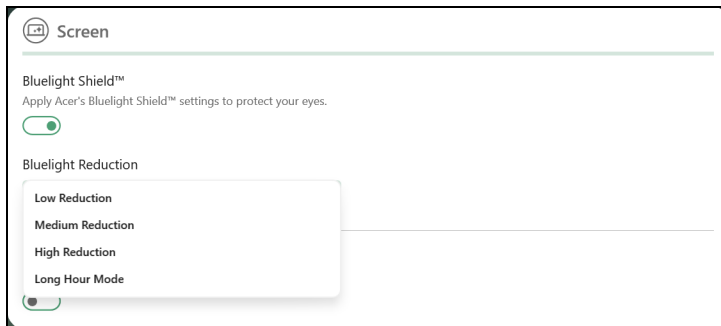 Screen
Bluelight Shield™
Apply Acer's Bluelight Shield™ settings to protect your eyes.
Bluelight Reduction
Low Reduction
Medium Reduction
High Reduction
Long Hour Mode